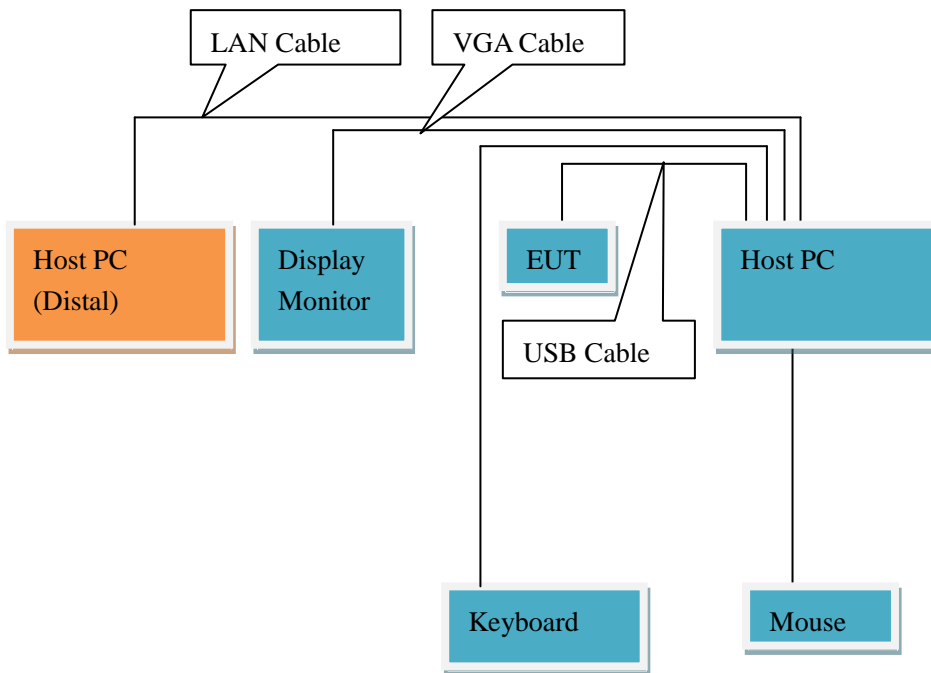 LAN Cable
VGA Cable
Host PC
(Distal)
Display
Monitor
EUT
Host PC
USB Cable
Keyboard
Mouse